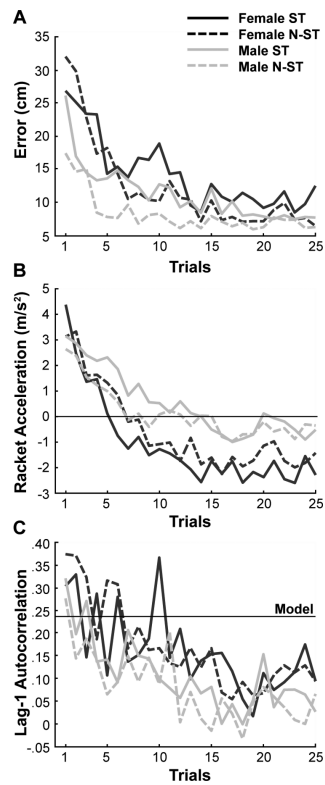 A
Female ST
Female N-ST
Male ST
Male N-ST
Error (cm)
35
30
25
20
15
10
5
1 5 10 15 20 25
Trials
B
Racket Acceleration (m/s²)
5
4
3
2
1
0
-1
-2
-3
1 5 10 15 20 25
Trials
C
Lag-1 Autocorrelation
.40
.35
.30
.25
.20
.15
.10
.05
0
-.05
Model
1 5 10 15 20 25
Trials